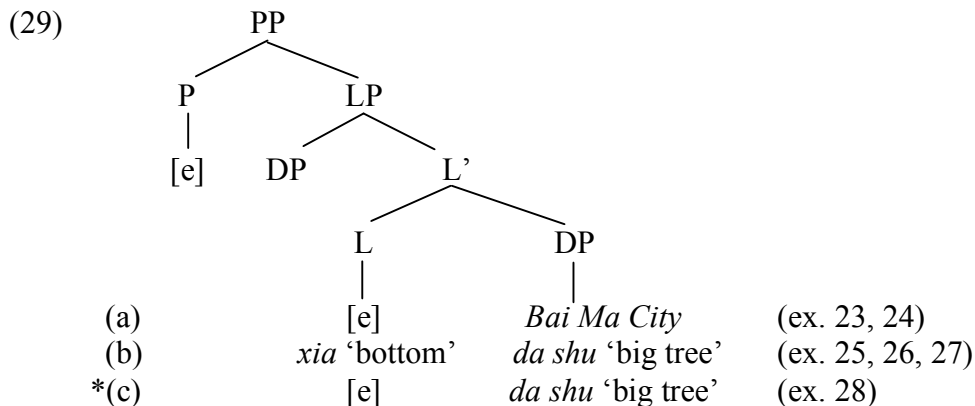 (29) PP
P LP
[e] DP L’
L DP
(a) [e] Bai Ma City (ex. 23, 24)
(b) xia ‘bottom’ da shu ‘big tree’ (ex. 25, 26, 27)
*(c) [e] da shu ‘big tree’ (ex. 28)